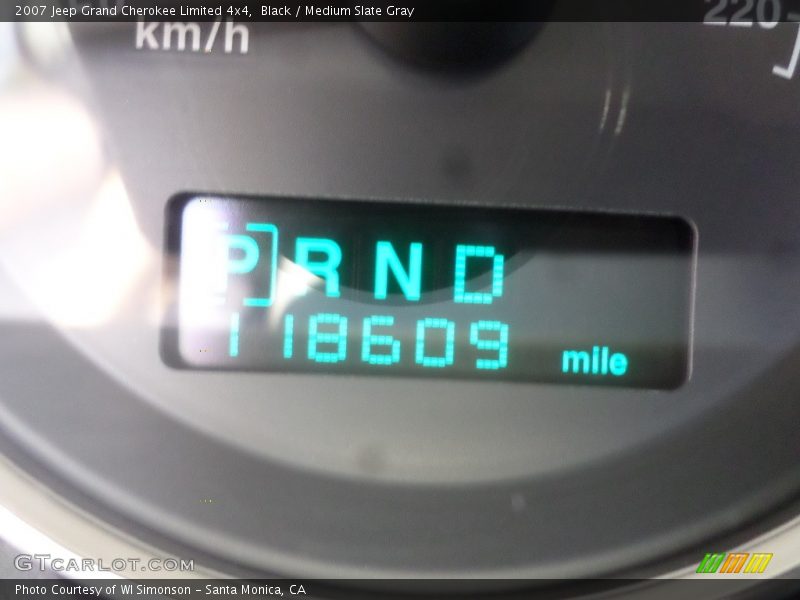 2007 Jeep Grand Cherokee Limited 4x4,  Black / Medium Slate Gray
km/h
220
P R N D
118609 mile
GTCARLOT.COM
Photo Courtesy of WI Simonson - Santa Monica, CA